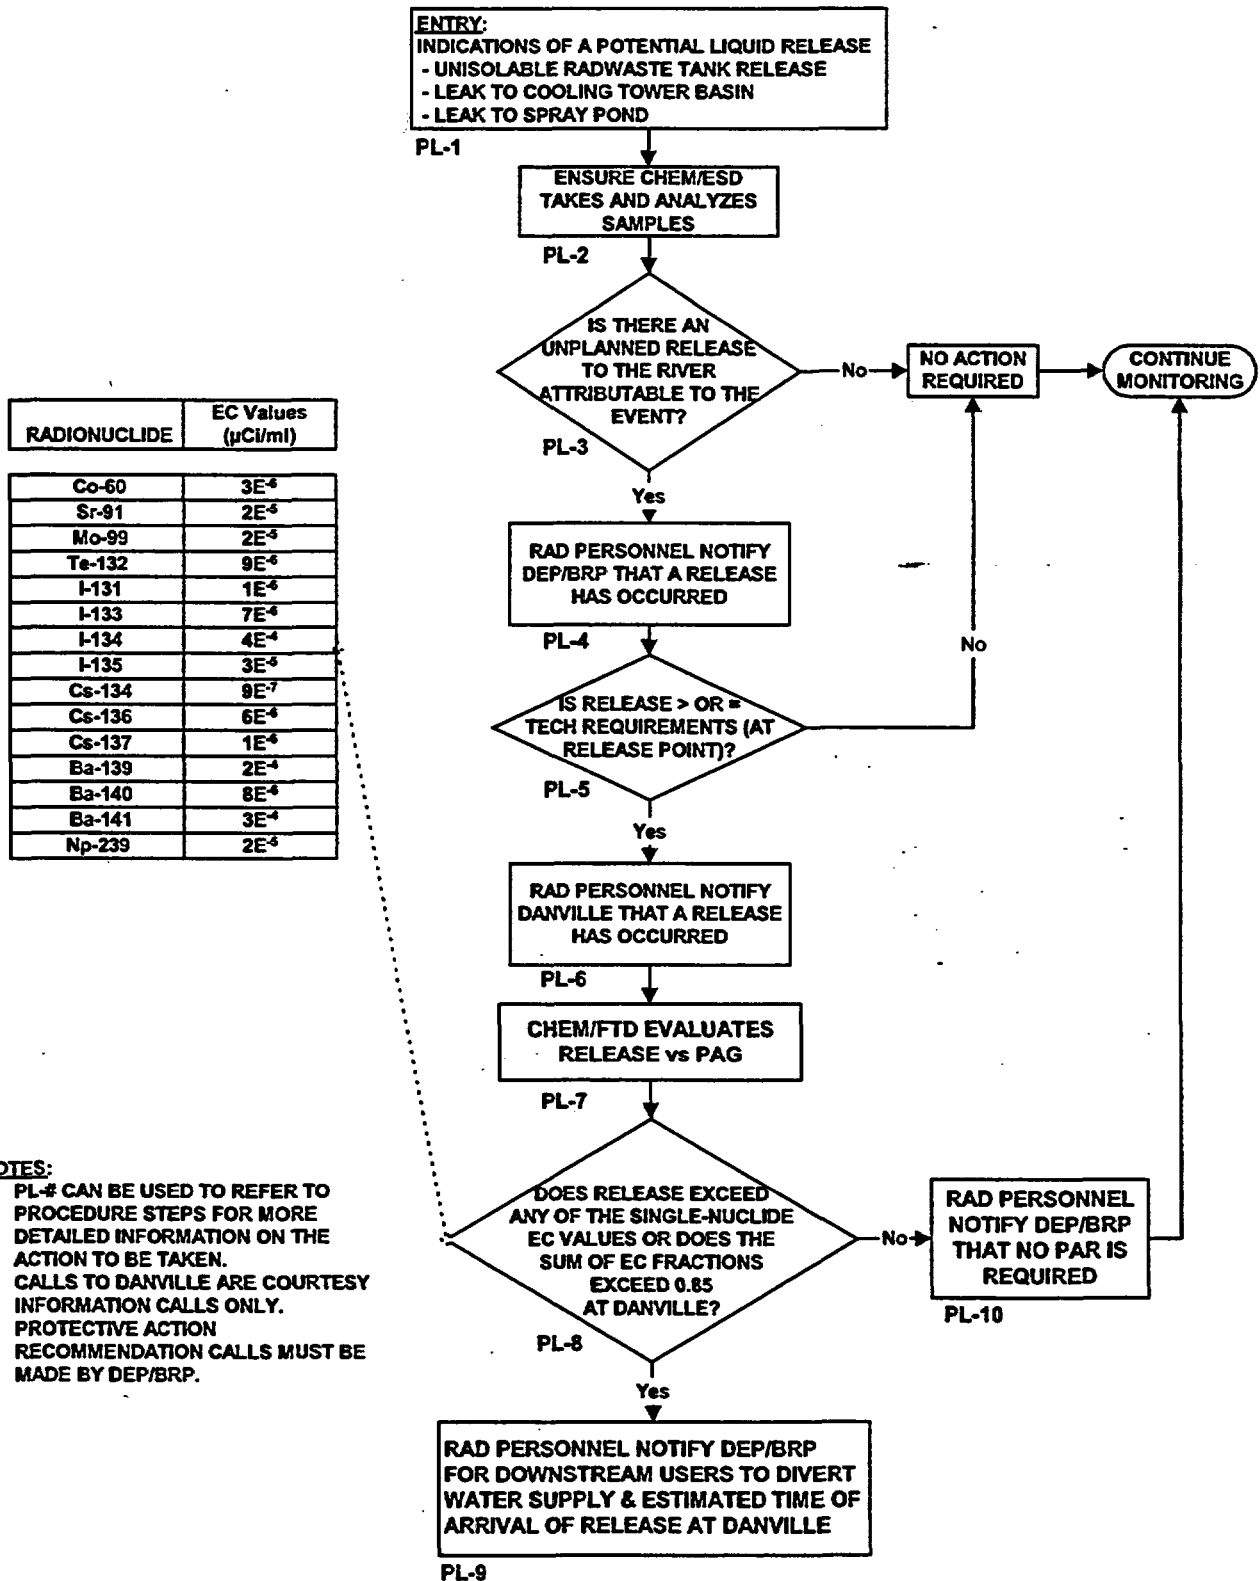 ENTRY:
INDICATIONS OF A POTENTIAL LIQUID RELEASE
- UNISOLABLE RADWASTE TANK RELEASE
- LEAK TO COOLING TOWER BASIN
- LEAK TO SPRAY POND
PL-1
ENSURE CHEM/ESD
TAKES AND ANALYZES
SAMPLES
PL-2
IS THERE AN
UNPLANNED RELEASE
TO THE RIVER
ATTRIBUTABLE TO THE
EVENT?
PL-3
No
NO ACTION
REQUIRED
CONTINUE
MONITORING
Yes
RAD PERSONNEL NOTIFY
DEP/BRP THAT A RELEASE
HAS OCCURRED
PL-4
No
IS RELEASE > OR =
TECH REQUIREMENTS (AT
RELEASE POINT)?
PL-5
Yes
RAD PERSONNEL NOTIFY
DANVILLE THAT A RELEASE
HAS OCCURRED
PL-6
CHEM/FTD EVALUATES
RELEASE vs PAG
PL-7
DOES RELEASE EXCEED
ANY OF THE SINGLE-NUCLIDE
EC VALUES OR DOES THE
SUM OF EC FRACTIONS
EXCEED 0.85
AT DANVILLE?
PL-8
No
RAD PERSONNEL
NOTIFY DEP/BRP
THAT NO PAR IS
REQUIRED
PL-10
Yes
RAD PERSONNEL NOTIFY DEP/BRP
FOR DOWNSTREAM USERS TO DIVERT
WATER SUPPLY & ESTIMATED TIME OF
ARRIVAL OF RELEASE AT DANVILLE
PL-9
RADIONUCLIDE EC Values (µCi/ml)
Co-60 3E-6
Sr-91 2E-5
Mo-99 2E-5
Te-132 9E-6
I-131 1E-6
I-133 7E-6
I-134 4E-4
I-135 3E-5
Cs-134 9E-7
Cs-136 6E-6
Cs-137 1E-6
Ba-139 2E-4
Ba-140 8E-6
Ba-141 3E-4
Np-239 2E-5
OTES:
PL-# CAN BE USED TO REFER TO
PROCEDURE STEPS FOR MORE
DETAILED INFORMATION ON THE
ACTION TO BE TAKEN.
CALLS TO DANVILLE ARE COURTESY
INFORMATION CALLS ONLY.
PROTECTIVE ACTION
RECOMMENDATION CALLS MUST BE
MADE BY DEP/BRP.